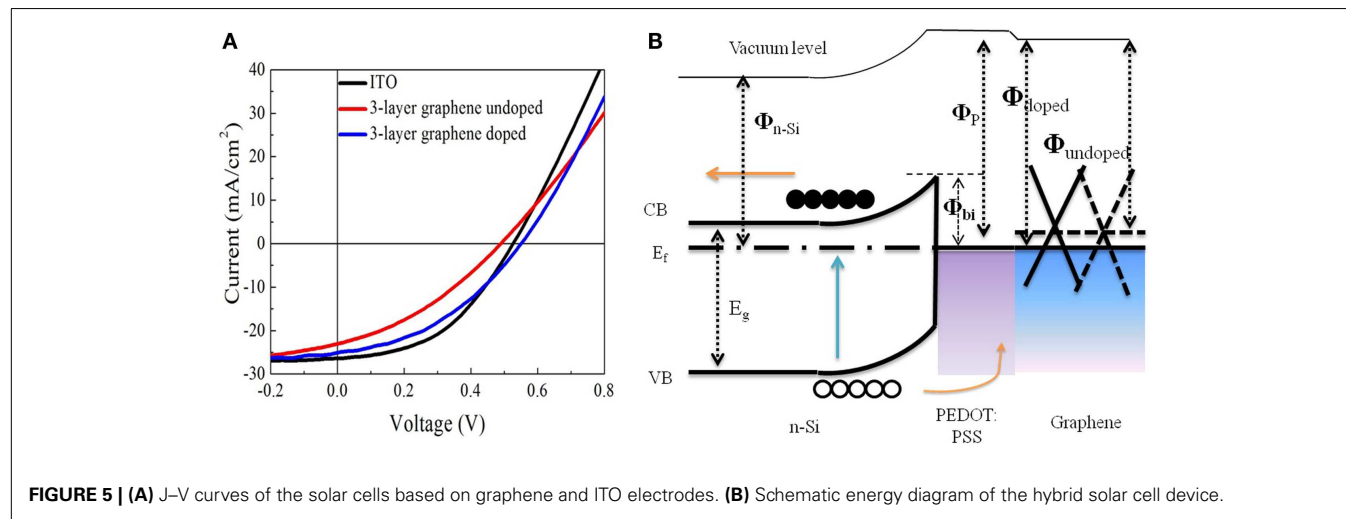 A
40
30
20
10
0
-10
-20
-30
-0.2
0.0
0.2
0.4
0.6
0.8
Current (mA/cm²)
Voltage (V)
ITO
3-layer graphene undoped
3-layer graphene doped
B
Vacuum level
Φn-Si
ΦP
Φdoped
Φundoped
Φbi
CB
Ef
Eg
VB
n-Si
PEDOT:
PSS
Graphene
FIGURE 5 | (A) J–V curves of the solar cells based on graphene and ITO electrodes. (B) Schematic energy diagram of the hybrid solar cell device.